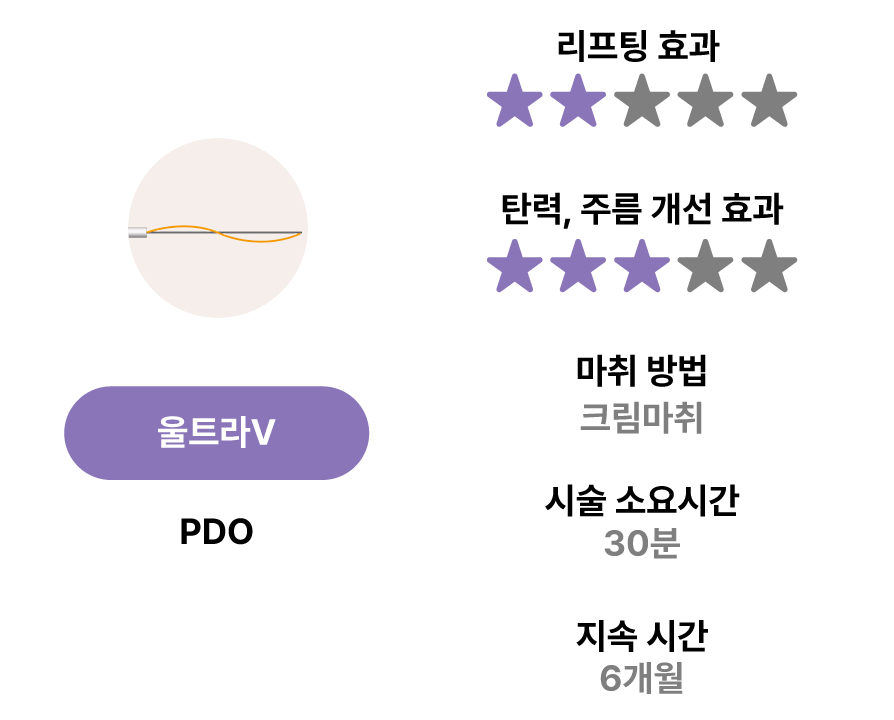 울트라V
PDO
리프팅 효과
탄력, 주름 개선 효과
마취 방법
크림마취
시술 소요시간
30분
지속 시간
6개월